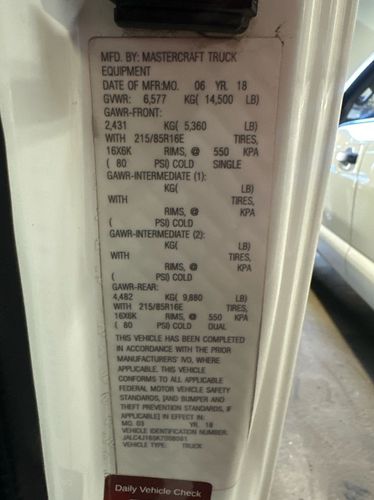 MFD. BY: MASTERCRAFT TRUCK
EQUIPMENT
DATE OF MFR:MO. 06 YR. 18
GVWR: 6,577 KG( 14,500 LB)
GAWR-FRONT:
2,431 KG( 5,360 LB)
WITH 215/85R16E TIRES,
16X6K RIMS, @ 550 KPA
( 80 PSI) COLD SINGLE
GAWR-INTERMEDIATE (1):
KG( LB)
WITH TIRES,
RIMS, @ KPA
( PSI) COLD
GAWR-INTERMEDIATE (2):
KG( LB)
WITH TIRES,
RIMS, @ KPA
( PSI) COLD
GAWR-REAR:
4,482 KG( 9,880 LB)
WITH 215/85R16E TIRES,
16X6K RIMS, @ 550 KPA
( 80 PSI) COLD DUAL
THIS VEHICLE HAS BEEN COMPLETED
IN ACCORDANCE WITH THE PRIOR
MANUFACTURERS' IVD, WHERE
APPLICABLE. THIS VEHICLE
CONFORMS TO ALL APPLICABLE
FEDERAL MOTOR VEHICLE SAFETY
STANDARDS, [AND BUMPER AND
THEFT PREVENTION STANDARDS, IF
APPLICABLE] IN EFFECT IN:
MO. 03 YR. 18
VEHICLE IDENTIFICATION NUMBER:
VEHICLE TYPE: TRUCK
Daily Vehicle Check